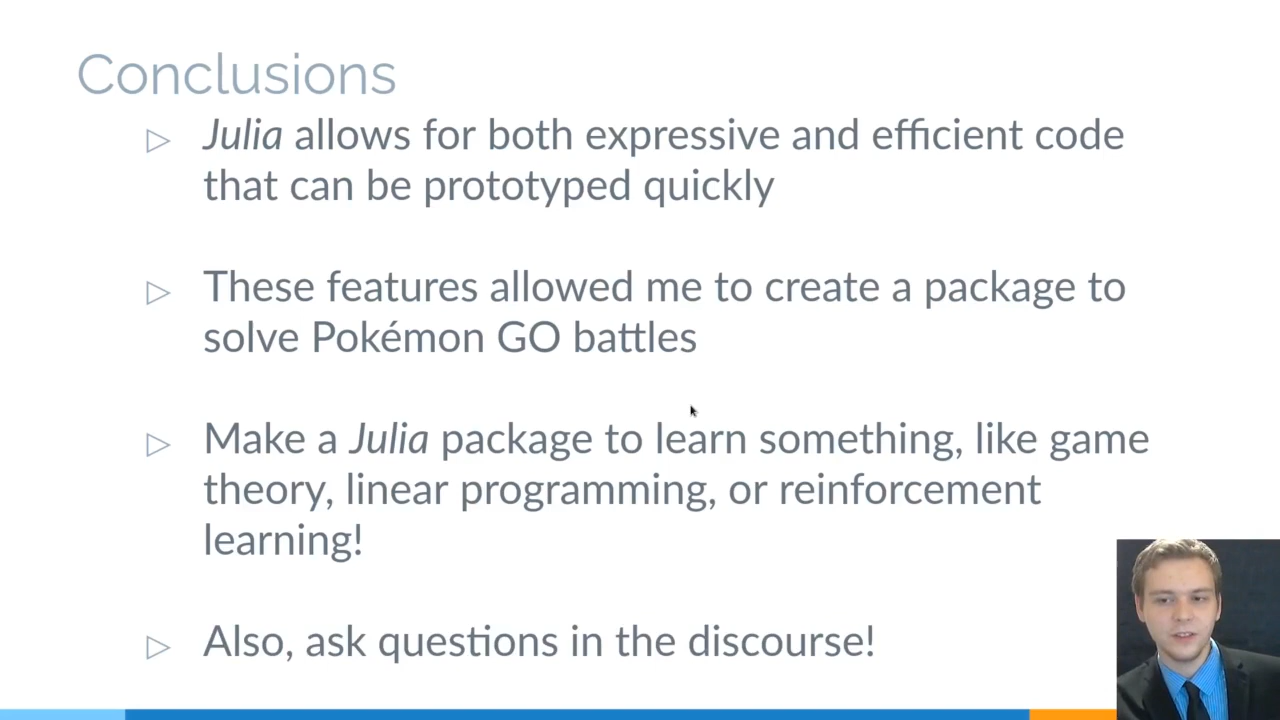 Conclusions
▷ Julia allows for both expressive and efficient code
that can be prototyped quickly
▷ These features allowed me to create a package to
solve Pokémon GO battles
▷ Make a Julia package to learn something, like game
theory, linear programming, or reinforcement
learning!
▷ Also, ask questions in the discourse!